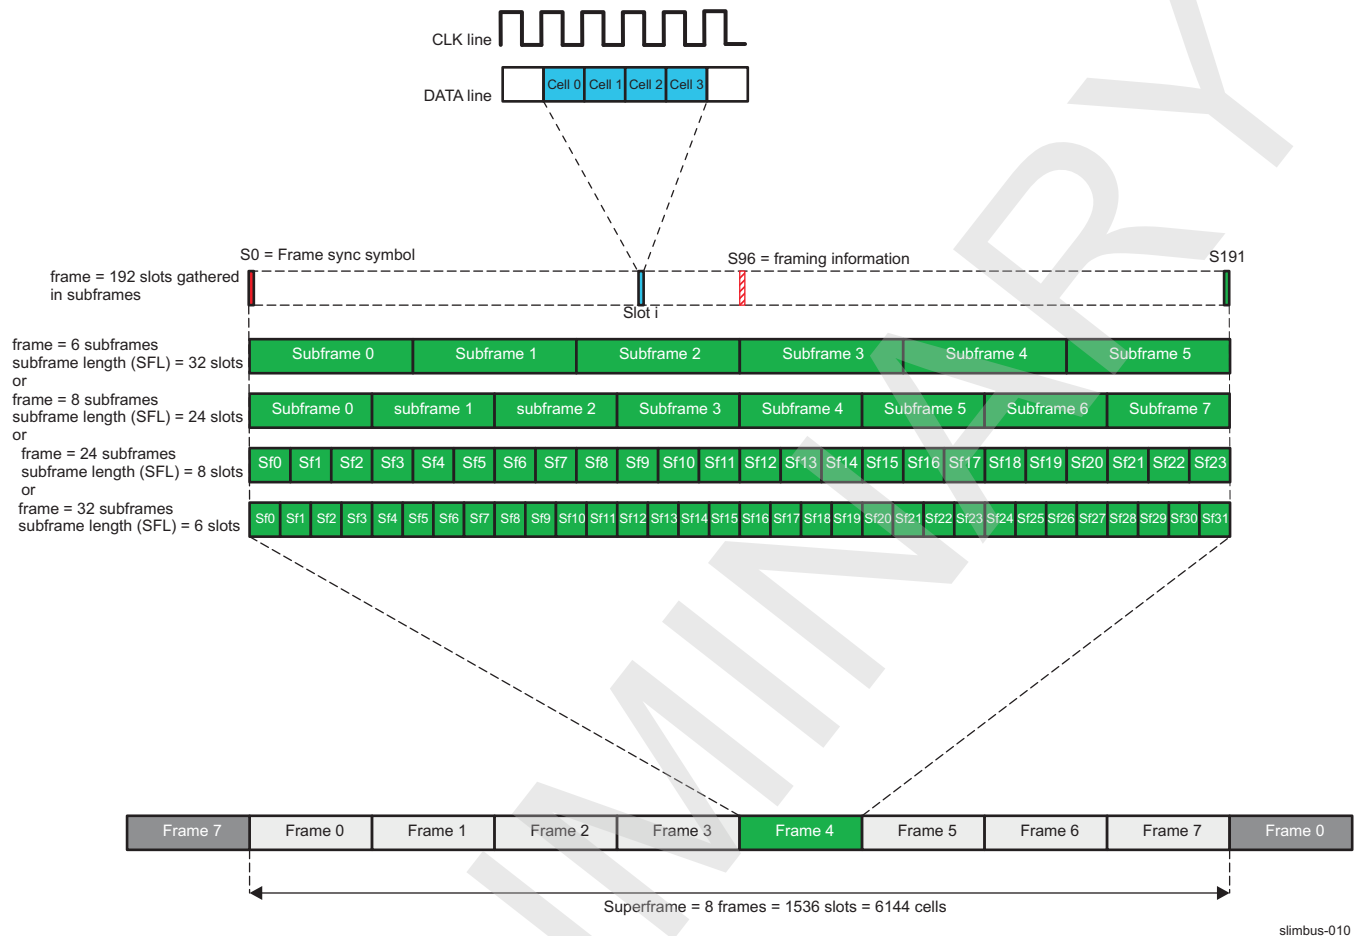 CLK line
DATA line
Cell 0 Cell 1 Cell 2 Cell 3
S0 = Frame sync symbol
S96 = framing information
S191
frame = 192 slots gathered
in subframes
Slot i
frame = 6 subframes
subframe length (SFL) = 32 slots
Subframe 0 Subframe 1 Subframe 2 Subframe 3 Subframe 4 Subframe 5
or
frame = 8 subframes
subframe length (SFL) = 24 slots
Subframe 0 subframe 1 subframe 2 Subframe 3 Subframe 4 Subframe 5 Subframe 6 Subframe 7
or
frame = 24 subframes
subframe length (SFL) = 8 slots
Sf0 Sf1 Sf2 Sf3 Sf4 Sf5 Sf6 Sf7 Sf8 Sf9 Sf10 Sf11 Sf12 Sf13 Sf14 Sf15 Sf16 Sf17 Sf18 Sf19 Sf20 Sf21 Sf22 Sf23
or
frame = 32 subframes
subframe length (SFL) = 6 slots
Sf0 Sf1 Sf2 Sf3 Sf4 Sf5 Sf6 Sf7 Sf8 Sf9 Sf10 Sf11 Sf12 Sf13 Sf14 Sf15 Sf16 Sf17 Sf18 Sf19 Sf20 Sf21 Sf22 Sf23 Sf24 Sf25 Sf26 Sf27 Sf28 Sf29 Sf30 Sf31
Frame 7 Frame 0 Frame 1 Frame 2 Frame 3 Frame 4 Frame 5 Frame 6 Frame 7 Frame 0
Superframe = 8 frames = 1536 slots = 6144 cells
slimbus-010
IMINARY